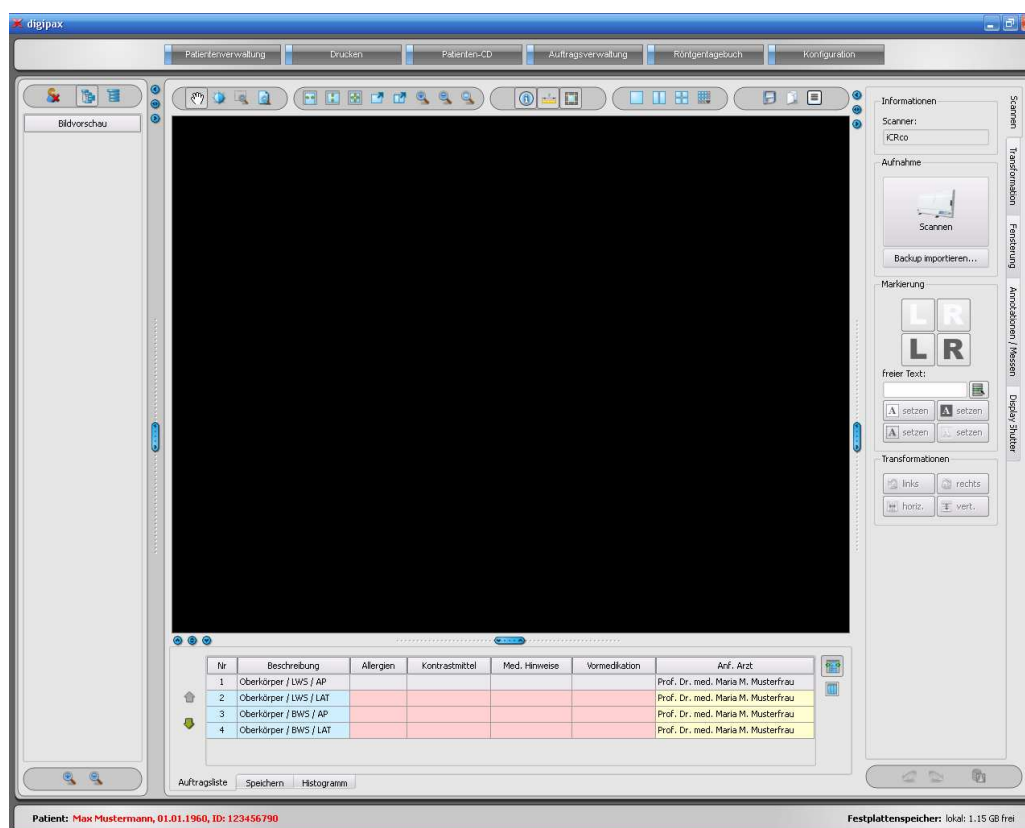 digipax
Patientenverwaltung Drucken Patienten-CD Auftragsverwaltung Röntgentagebuch Konfiguration
Bildvorschau
Informationen
Scanner:
iCRco
Aufnahme
Scannen
Backup importieren...
Markierung
L R
L R
freier Text:
A setzen A setzen
A setzen setzen
Transformationen
links rechts
horiz. vert.
Scannen
Transformation
Fensterung
Annotationen / Messen
Display Shutter
Nr Beschreibung Allergien Kontrastmittel Med. Hinweise Vormedikation Anf. Arzt
1 Oberkörper / LWS / AP Prof. Dr. med. Maria M. Musterfrau
2 Oberkörper / LWS / LAT Prof. Dr. med. Maria M. Musterfrau
3 Oberkörper / BWS / AP Prof. Dr. med. Maria M. Musterfrau
4 Oberkörper / BWS / LAT Prof. Dr. med. Maria M. Musterfrau
Auftragsliste Speichern Histogramm
Patient: Max Mustermann, 01.01.1960, ID: 123456790 Festplattenspeicher: lokal: 1.15 GB frei